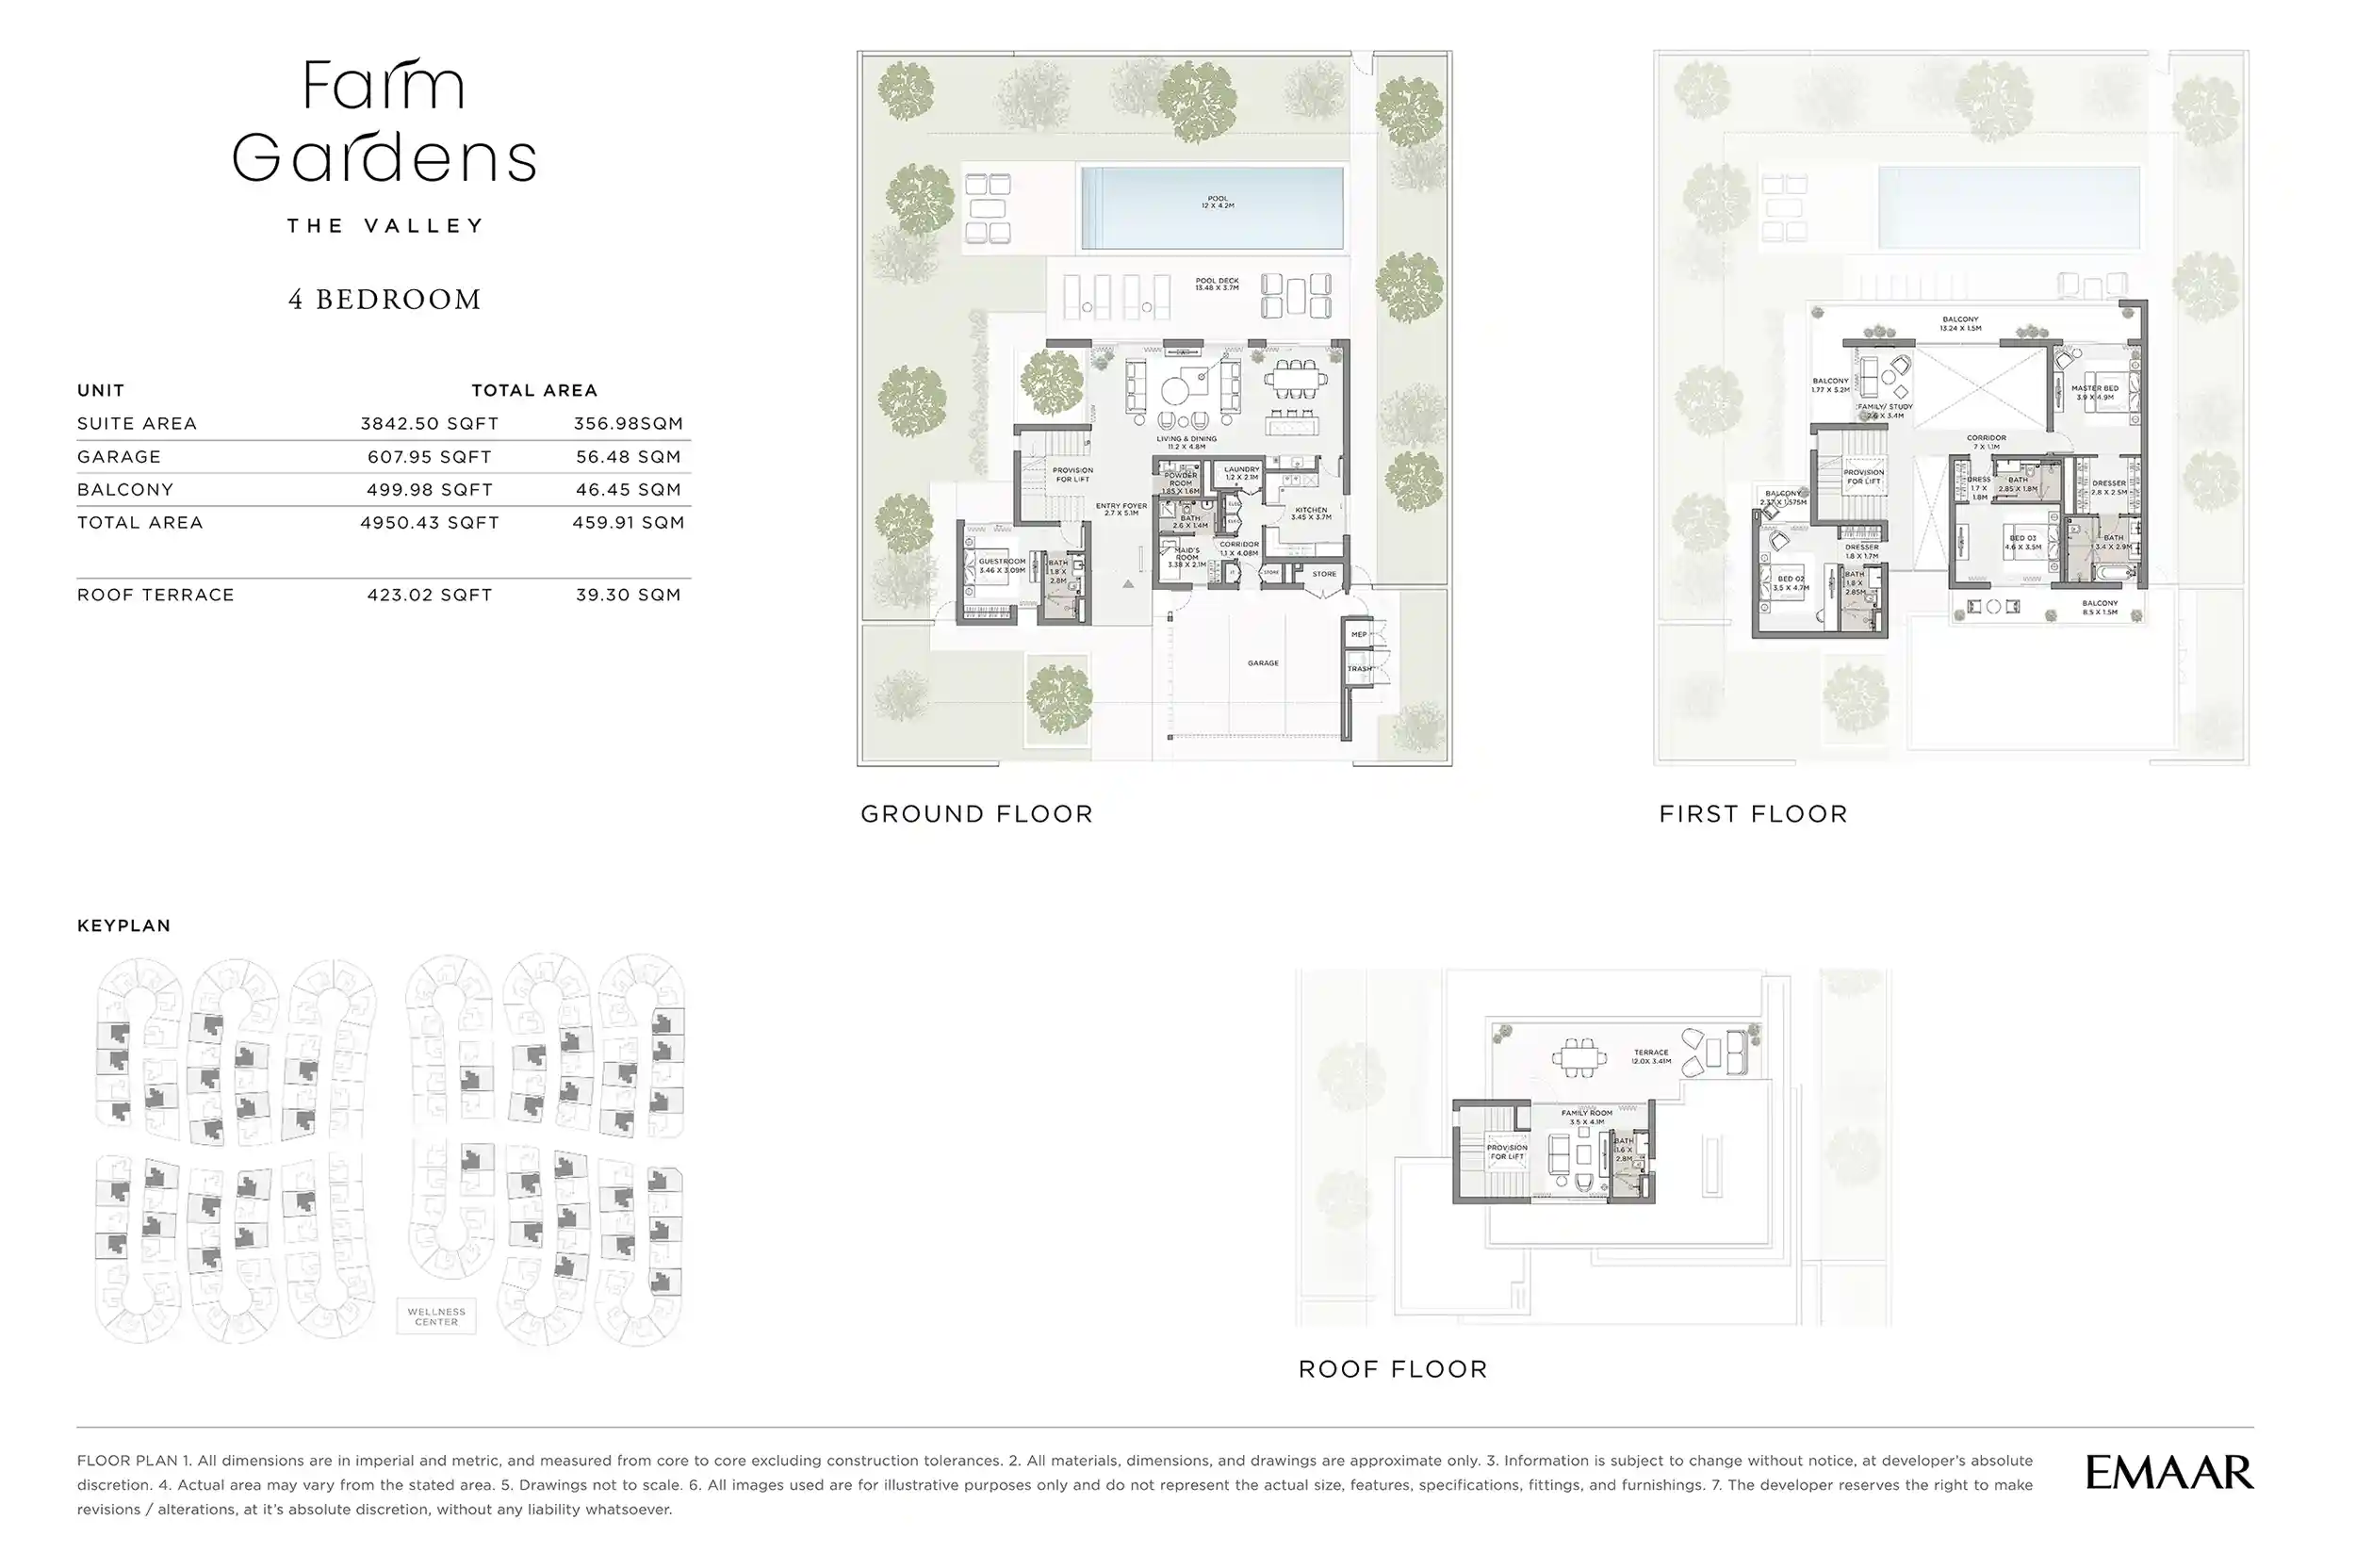 Farm
Gardens
THE VALLEY
4 BEDROOM
UNIT TOTAL AREA
SUITE AREA 3842.50 SQFT 356.98SQM
GARAGE 607.95 SQFT 56.48 SQM
BALCONY 499.98 SQFT 46.45 SQM
TOTAL AREA 4950.43 SQFT 459.91 SQM
ROOF TERRACE 423.02 SQFT 39.30 SQM
POOL
12 X 4.2M
POOL DECK
13.48 X 3.7M
LIVING & DINING
11.2 X 4.8M
PROVISION
FOR LIFT
POWDER
ROOM
1.85 X 1.6M
LAUNDRY
1.2 X 2.1M
ENTRY FOYER
2.7 X 5.1M
BATH
2.6 X 1.4M
KITCHEN
3.45 X 3.7M
MAID'S
ROOM
3.38 X 2.1M
CORRIDOR
1.1 X 4.08M
GUESTROOM
3.46 X 3.09M
BATH
1.8 X
2.8M
STORE
STORE
GARAGE
MEP
TRASH
GROUND FLOOR
BALCONY
13.24 X 1.5M
BALCONY
1.77 X 5.2M
FAMILY/ STUDY
2.6 X 3.4M
MASTER BED
3.9 X 4.9M
CORRIDOR
7 X 1.1M
PROVISION
FOR LIFT
DRESS
1.7 X
1.8M
BATH
2.85 X 1.8M
DRESSER
2.8 X 2.5M
BALCONY
2.37 X 1.575M
BED 03
4.6 X 3.5M
BATH
3.4 X 2.9M
DRESSER
1.8 X 1.7M
BED 02
3.5 X 4.7M
BATH
1.8 X
2.85M
BALCONY
8.5 X 1.5M
FIRST FLOOR
KEYPLAN
WELLNESS
CENTER
TERRACE
12.0X 3.41M
FAMILY ROOM
3.5 X 4.1M
PROVISION
FOR LIFT
BATH
1.6 X
2.8M
ROOF FLOOR
FLOOR PLAN 1. All dimensions are in imperial and metric, and measured from core to core excluding construction tolerances. 2. All materials, dimensions, and drawings are approximate only. 3. Information is subject to change without notice, at developer's absolute
discretion. 4. Actual area may vary from the stated area. 5. Drawings not to scale. 6. All images used are for illustrative purposes only and do not represent the actual size, features, specifications, fittings, and furnishings. 7. The developer reserves the right to make
revisions / alterations, at it's absolute discretion, without any liability whatsoever.
EMAAR